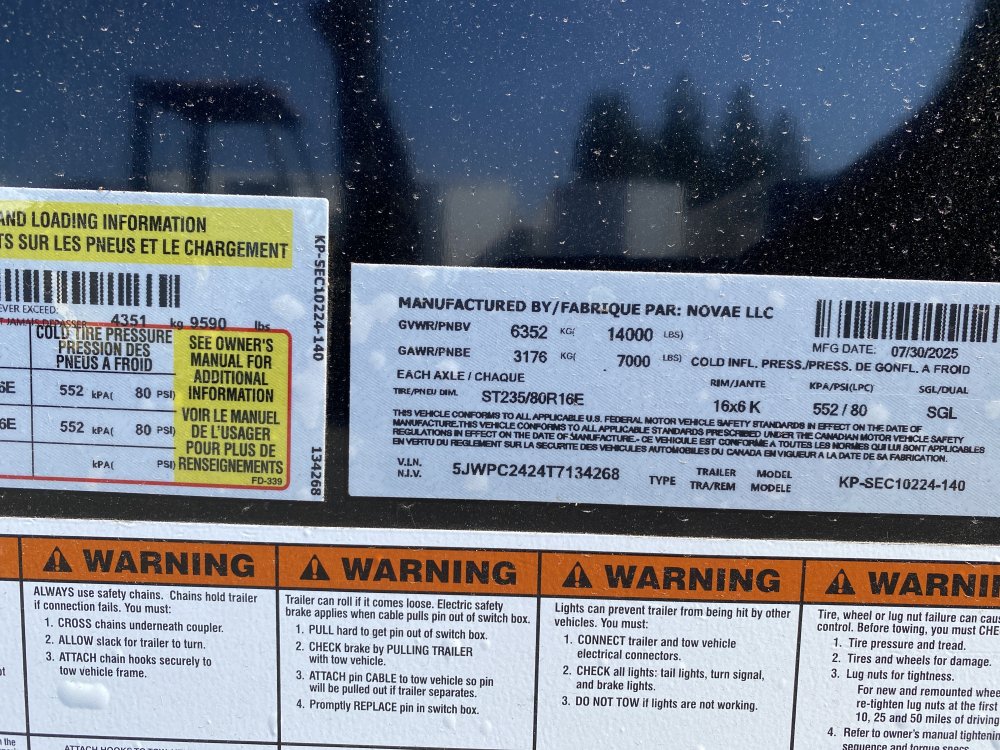 AND LOADING INFORMATION
TS SUR LES PNEUS ET LE CHARGEMENT
EVER EXCEED:
JAMAIS DEPASSER 4351 kg 9590 lbs
COLD TIRE PRESSURE
PRESSION DES
PNEUS A FROID
6E 552 kPA( 80 PSI)
6E 552 kPA( 80 PSI)
kPA( PSI)
SEE OWNER'S
MANUAL FOR
ADDITIONAL
INFORMATION
VOIR LE MANUEL
DE L'USAGER
POUR PLUS DE
RENSEIGNEMENTS
FD-339
KP-SEC10224-140
134268
MANUFACTURED BY/FABRIQUE PAR: NOVAE LLC
GVWR/PNBV 6352 KG( 14000 LBS)
MFG DATE: 07/30/2025
GAWR/PNBE 3176 KG( 7000 LBS) COLD INFL. PRESS./PRESS. DE GONFL. A FROID
EACH AXLE / CHAQUE
RIM/JANTE KPA/PSI(LPC) SGL/DUAL
TIRE/PNEU DIM. ST235/80R16E 16x6 K 552 / 80 SGL
THIS VEHICLE CONFORMS TO ALL APPLICABLE U.S. FEDERAL MOTOR VEHICLE SAFETY STANDARDS IN EFFECT ON THE DATE OF
MANUFACTURE.THIS VEHICLE CONFORMS TO ALL APPLICABLE STANDARDS PRESCRIBED UNDER THE CANADIAN MOTOR VEHICLE SAFETY
REGULATIONS IN EFFECT ON THE DATE OF MANUFACTURE.- CE VEHICULE EST CONFORME A TOUTES LES NORMES QUI LUI SONT APPLICABLES
EN VERTU DU REGLEMENT SUR LA SECURITE DES VEHICULES AUTOMOBILES DU CANADA EN VIGUEUR A LA DATE DE SA FABRICATION.
V.I.N.
N.I.V. 5JWPC2424T7134268 TYPE TRAILER MODEL
TRA/REM MODELE KP-SEC10224-140
WARNING
ALWAYS use safety chains. Chains hold trailer
if connection fails. You must:
1. CROSS chains underneath coupler.
2. ALLOW slack for trailer to turn.
3. ATTACH chain hooks securely to
tow vehicle frame.
WARNING
Trailer can roll if it comes loose. Electric safety
brake applies when cable pulls pin out of switch box.
1. PULL hard to get pin out of switch box.
2. CHECK brake by PULLING TRAILER
with tow vehicle.
3. ATTACH pin CABLE to tow vehicle so pin
will be pulled out if trailer separates.
4. Promptly REPLACE pin in switch box.
WARNING
Lights can prevent trailer from being hit by other
vehicles. You must:
1. CONNECT trailer and tow vehicle
electrical connectors.
2. CHECK all lights: tail lights, turn signal,
and brake lights.
3. DO NOT TOW if lights are not working.
WARNI
Tire, wheel or lug nut failure can caus
control. Before towing, you must CHE
1. Tire pressure and tread.
2. Tires and wheels for damage.
3. Lug nuts for tightness.
For new and remounted whee
re-tighten lug nuts at the first
10, 25 and 50 miles of driving
4. Refer to owner's manual tightenin
sequence and torque specs.
ot
n the
ATTACH HOOKS TO